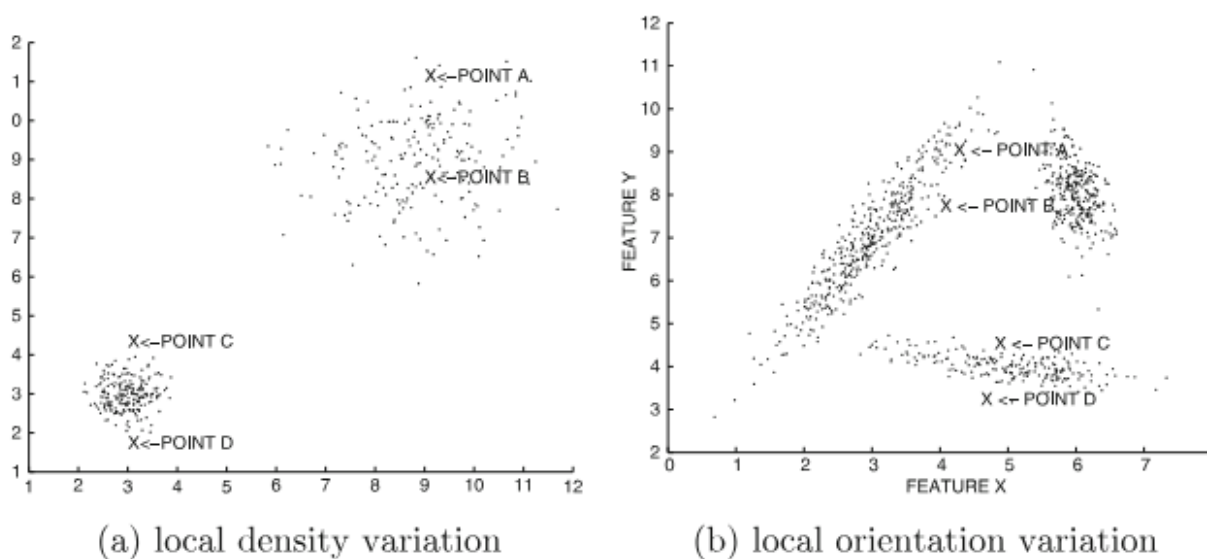 2
1
0
9
8
7
6
5
4
3
2
1
1 2 3 4 5 6 7 8 9 10 11 12
X<-POINT A
X<-POINT B
X<-POINT C
X<-POINT D
(a) local density variation
12
11
10
9
8
7
6
5
4
3
2
FEATURE Y
0 1 2 3 4 5 6 7
FEATURE X
X <- POINT A
X <- POINT B
X <- POINT C
X <- POINT D
(b) local orientation variation